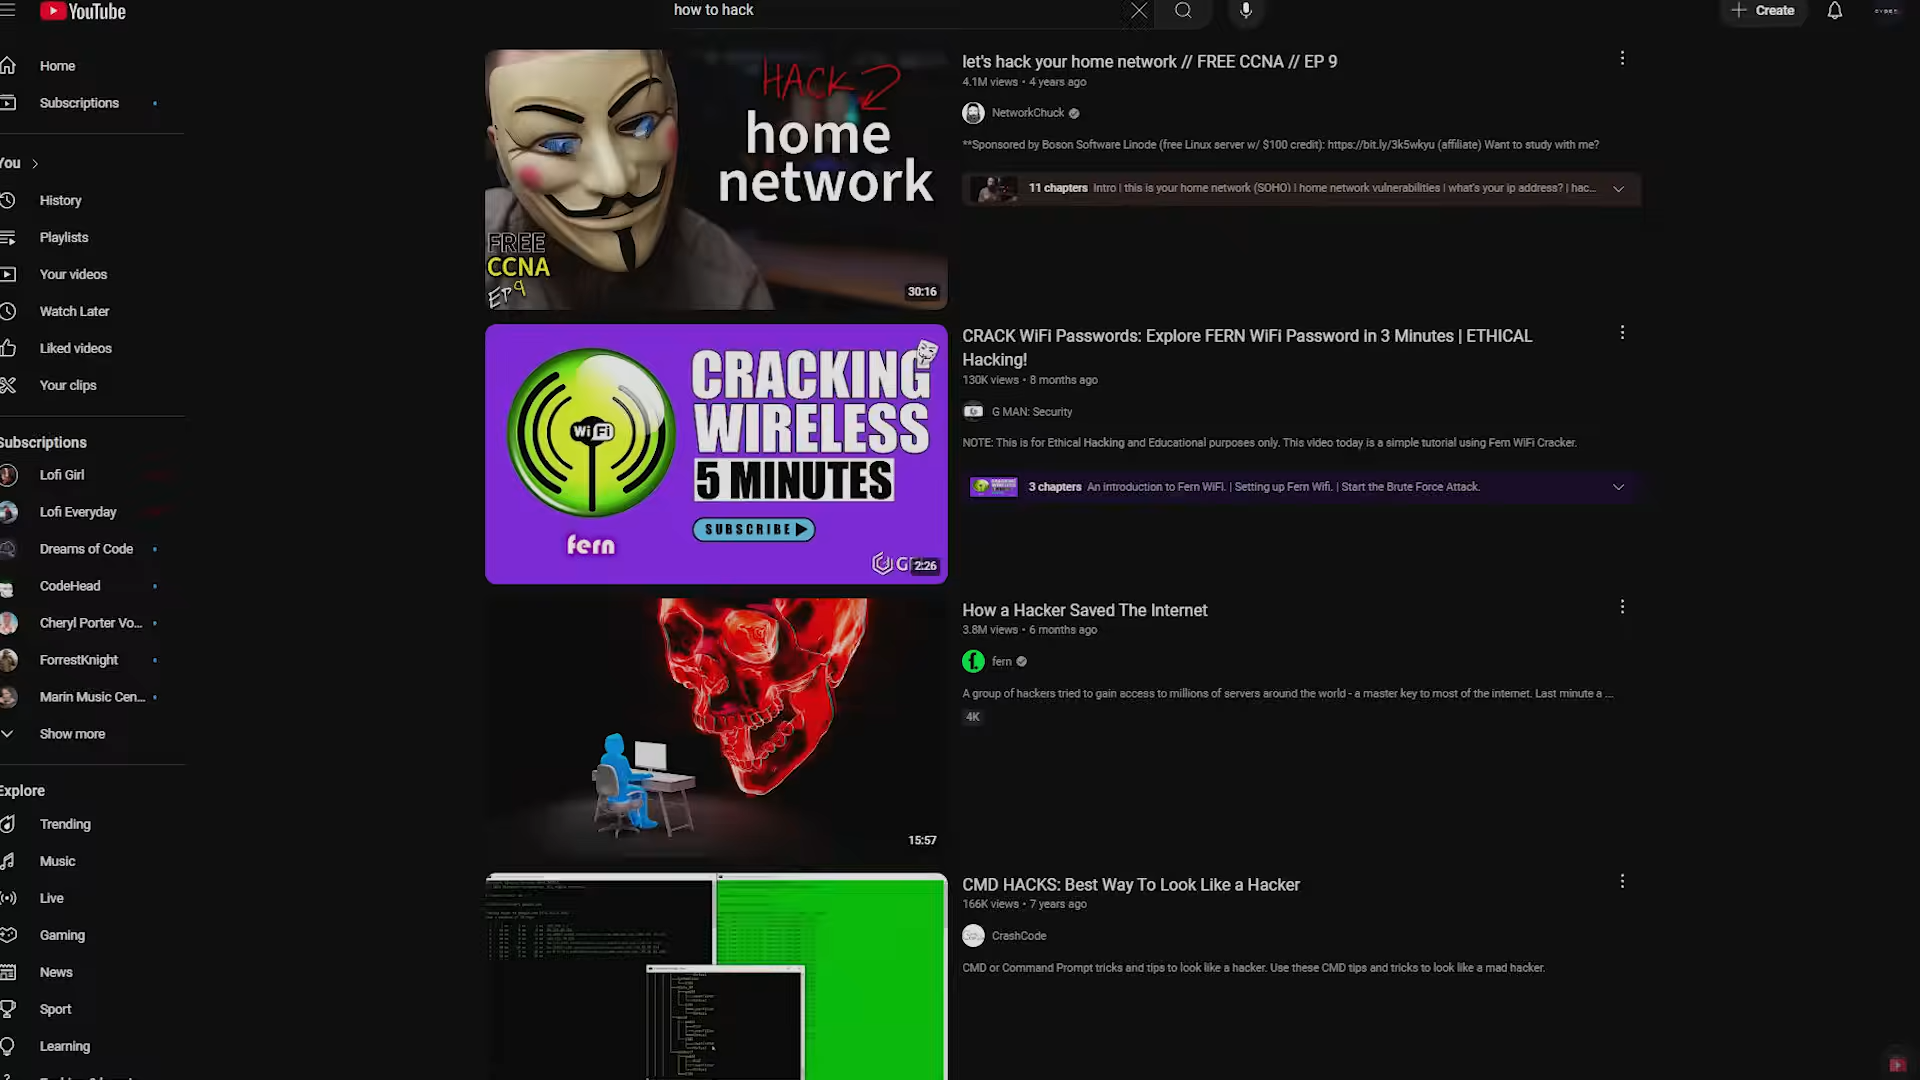 YouTube
how to hack
Create
Home
Subscriptions
You
History
Playlists
Your videos
Watch Later
Liked videos
Your clips
Subscriptions
Lofi Girl
Lofi Everyday
Dreams of Code
CodeHead
Cheryl Porter Vo...
ForrestKnight
Marin Music Cen...
Show more
Explore
Trending
Music
Live
Gaming
News
Sport
Learning
HACK
home
network
FREE
CCNA
EP 9
30:16
let's hack your home network // FREE CCNA // EP 9
4.1M views • 4 years ago
NetworkChuck
**Sponsored by Boson Software Linode (free Linux server w/ $100 credit): https://bit.ly/3k5wkyu (affiliate) Want to study with me?
11 chapters Intro | this is your home network (SOHO) | home network vulnerabilities | what's your ip address? | hac...
CRACKING
WIRELESS
5 MINUTES
SUBSCRIBE
WiFi
fern
2:26
CRACK WiFi Passwords: Explore FERN WiFi Password in 3 Minutes | ETHICAL
Hacking!
130K views • 8 months ago
G MAN: Security
NOTE: This is for Ethical Hacking and Educational purposes only. This video today is a simple tutorial using Fern WiFi Cracker.
3 chapters An introduction to Fern WiFi. | Setting up Fern Wifi. | Start the Brute Force Attack.
15:57
How a Hacker Saved The Internet
3.8M views • 6 months ago
fern
A group of hackers tried to gain access to millions of servers around the world - a master key to most of the internet. Last minute a ...
4K
CMD HACKS: Best Way To Look Like a Hacker
166K views • 7 years ago
CrashCode
CMD or Command Prompt tricks and tips to look like a hacker. Use these CMD tips and tricks to look like a mad hacker.